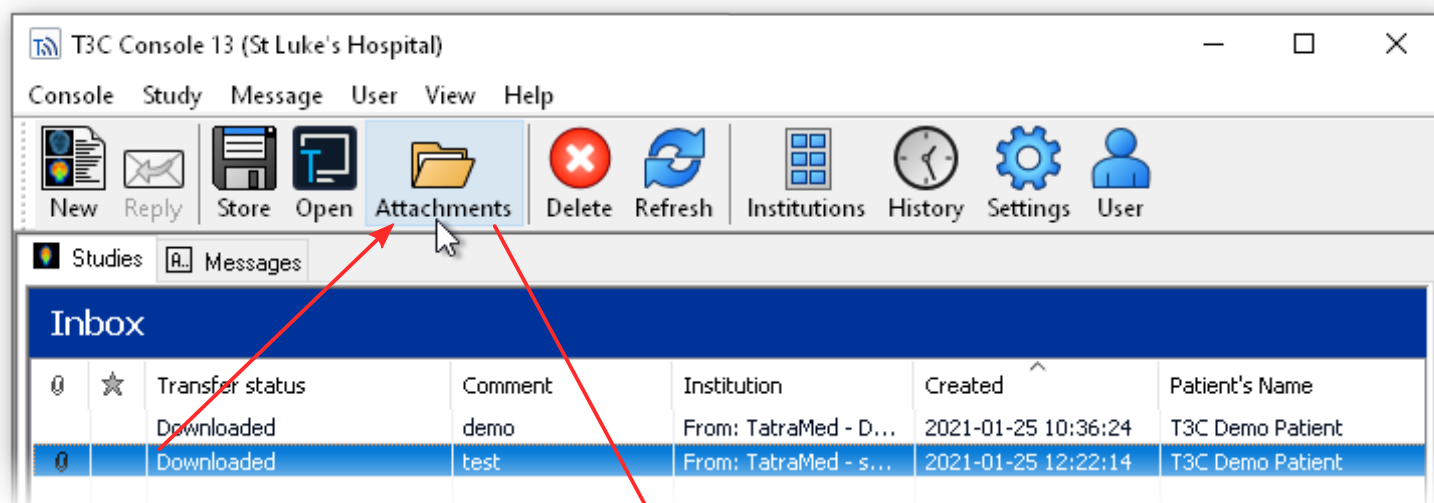 T3C Console 13 (St Luke's Hospital)
Console Study Message User View Help
New Reply Store Open Attachments Delete Refresh Institutions History Settings User
Studies A.. Messages
Inbox
Transfer status Comment Institution Created Patient's Name
Downloaded demo From: TatraMed - D... 2021-01-25 10:36:24 T3C Demo Patient
Downloaded test From: TatraMed - s... 2021-01-25 12:22:14 T3C Demo Patient